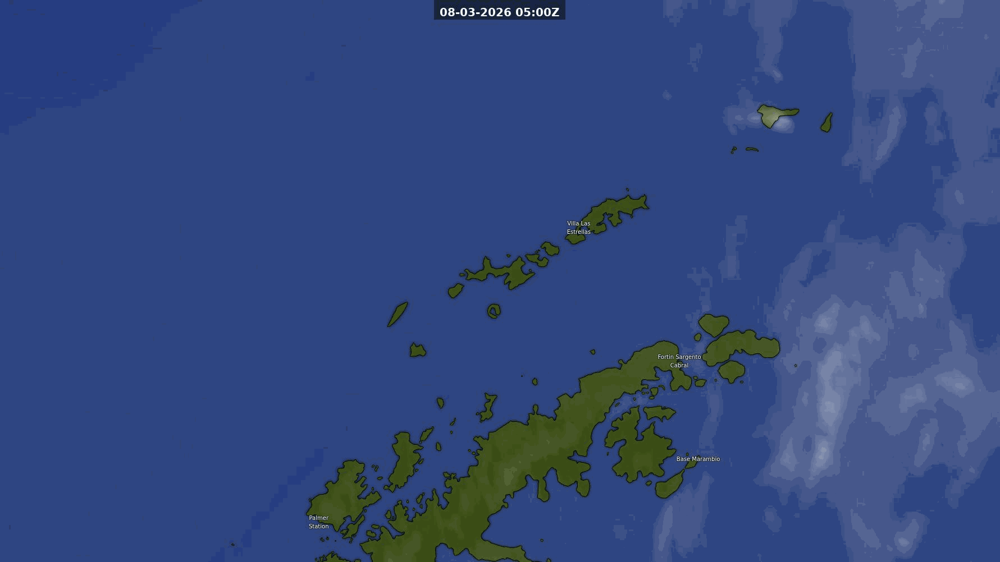 08-03-2026 05:00Z
Villa Las
Estrellas
Fortin Sargento
Cabral
Base Marambio
Palmer
Station